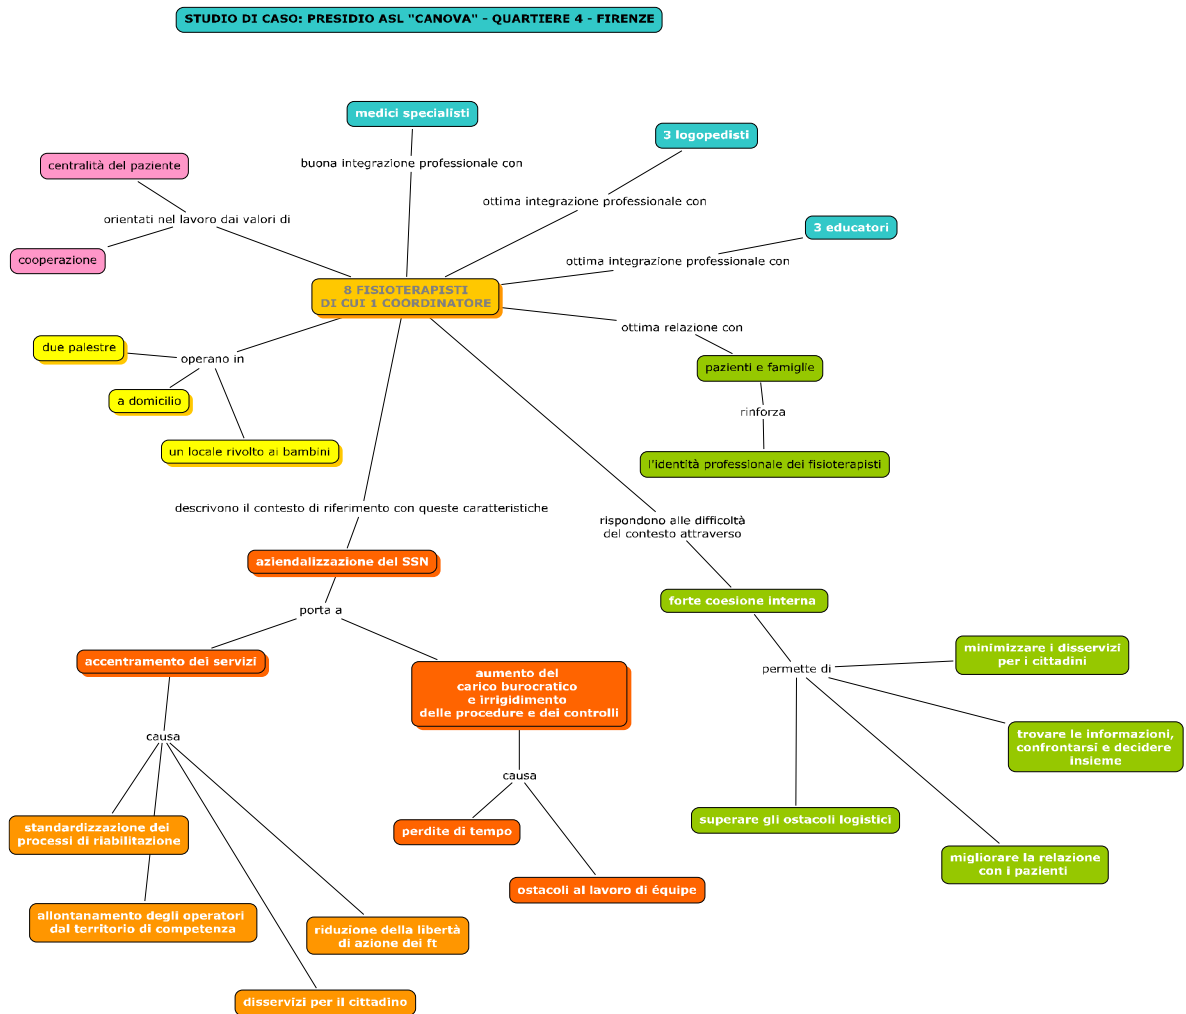 STUDIO DI CASO: PRESIDIO ASL "CANOVA" - QUARTIERE 4 - FIRENZE
medici specialisti
3 logopedisti
centralità del paziente
buona integrazione professionale con
ottima integrazione professionale con
orientati nel lavoro dai valori di
3 educatori
cooperazione
ottima integrazione professionale con
8 FISIOTERAPISTI
DI CUI 1 COORDINATORE
ottima relazione con
due palestre
operano in
pazienti e famiglie
a domicilio
rinforza
un locale rivolto ai bambini
l'identità professionale dei fisioterapisti
descrivono il contesto di riferimento con queste caratteristiche
rispondono alle difficoltà
del contesto attraverso
aziendalizzazione del SSN
forte coesione interna
porta a
accentramento dei servizi
minimizzare i disservizi
per i cittadini
permette di
aumento del
carico burocratico
e irrigidimento
delle procedure e dei controlli
causa
trovare le informazioni,
confrontarsi e decidere
insieme
causa
standardizzazione dei
processi di riabilitazione
perdite di tempo
superare gli ostacoli logistici
migliorare la relazione
con i pazienti
ostacoli al lavoro di équipe
allontanamento degli operatori
dal territorio di competenza
riduzione della libertà
di azione dei ft
disservizi per il cittadino